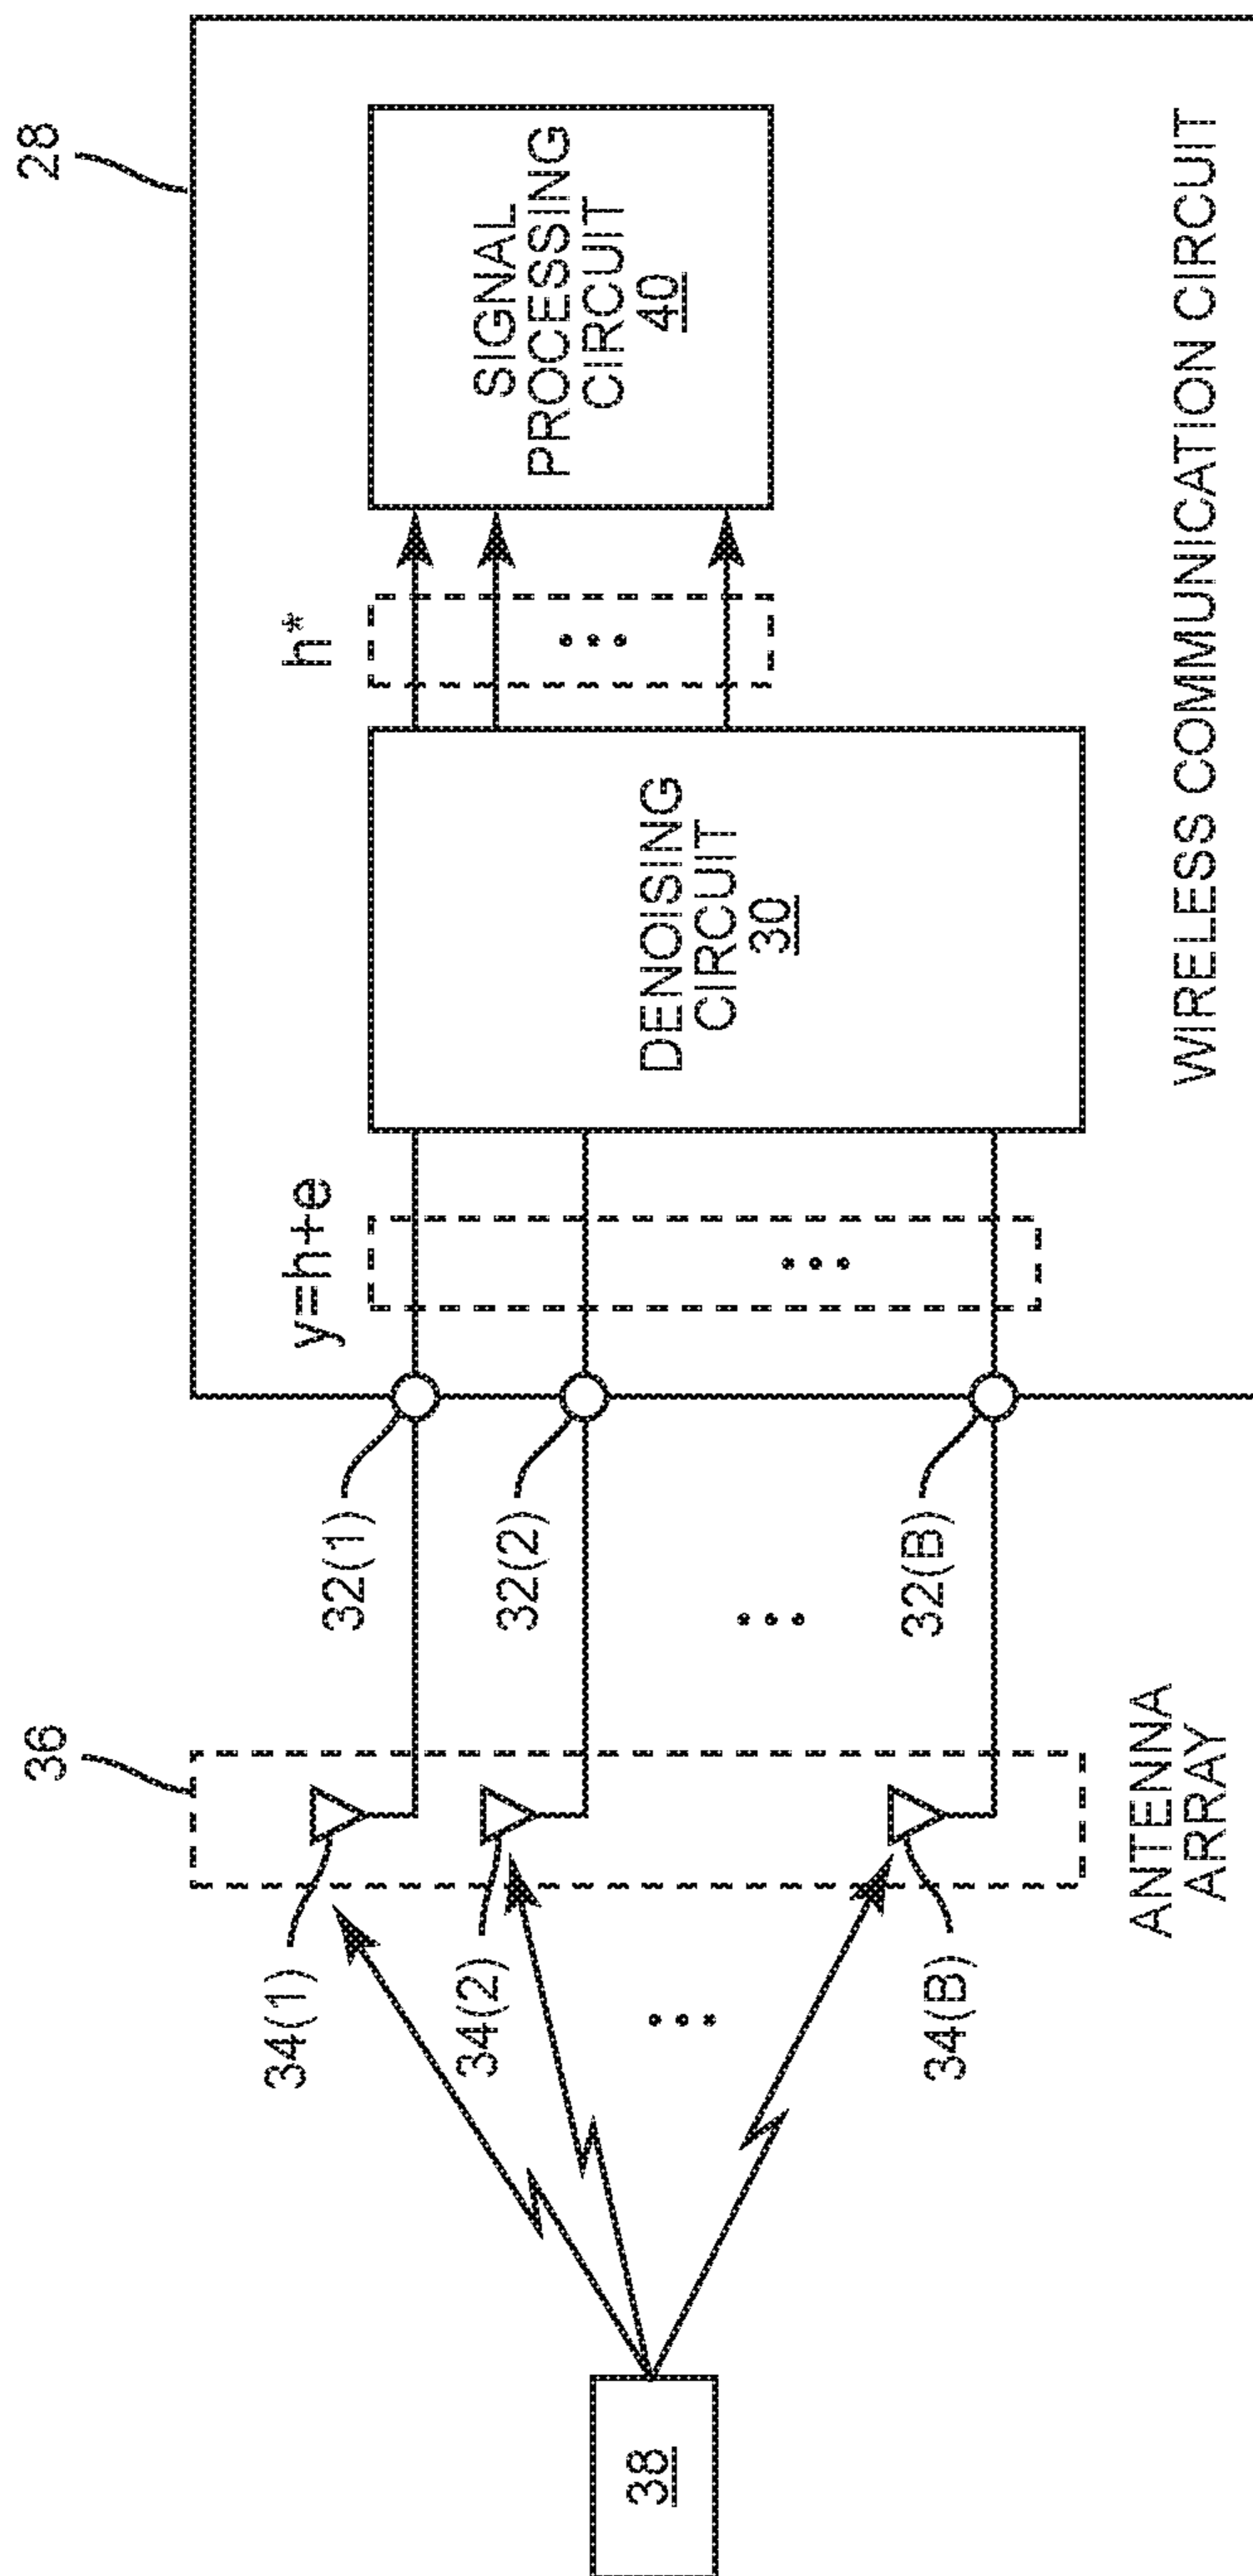 36
28
34(1)
34(2)
34(B)
32(1)
32(2)
32(B)
y=h+e
h*
38
DENOISING
CIRCUIT
30
SIGNAL
PROCESSING
CIRCUIT
40
ANTENNA
ARRAY
WIRELESS COMMUNICATION CIRCUIT